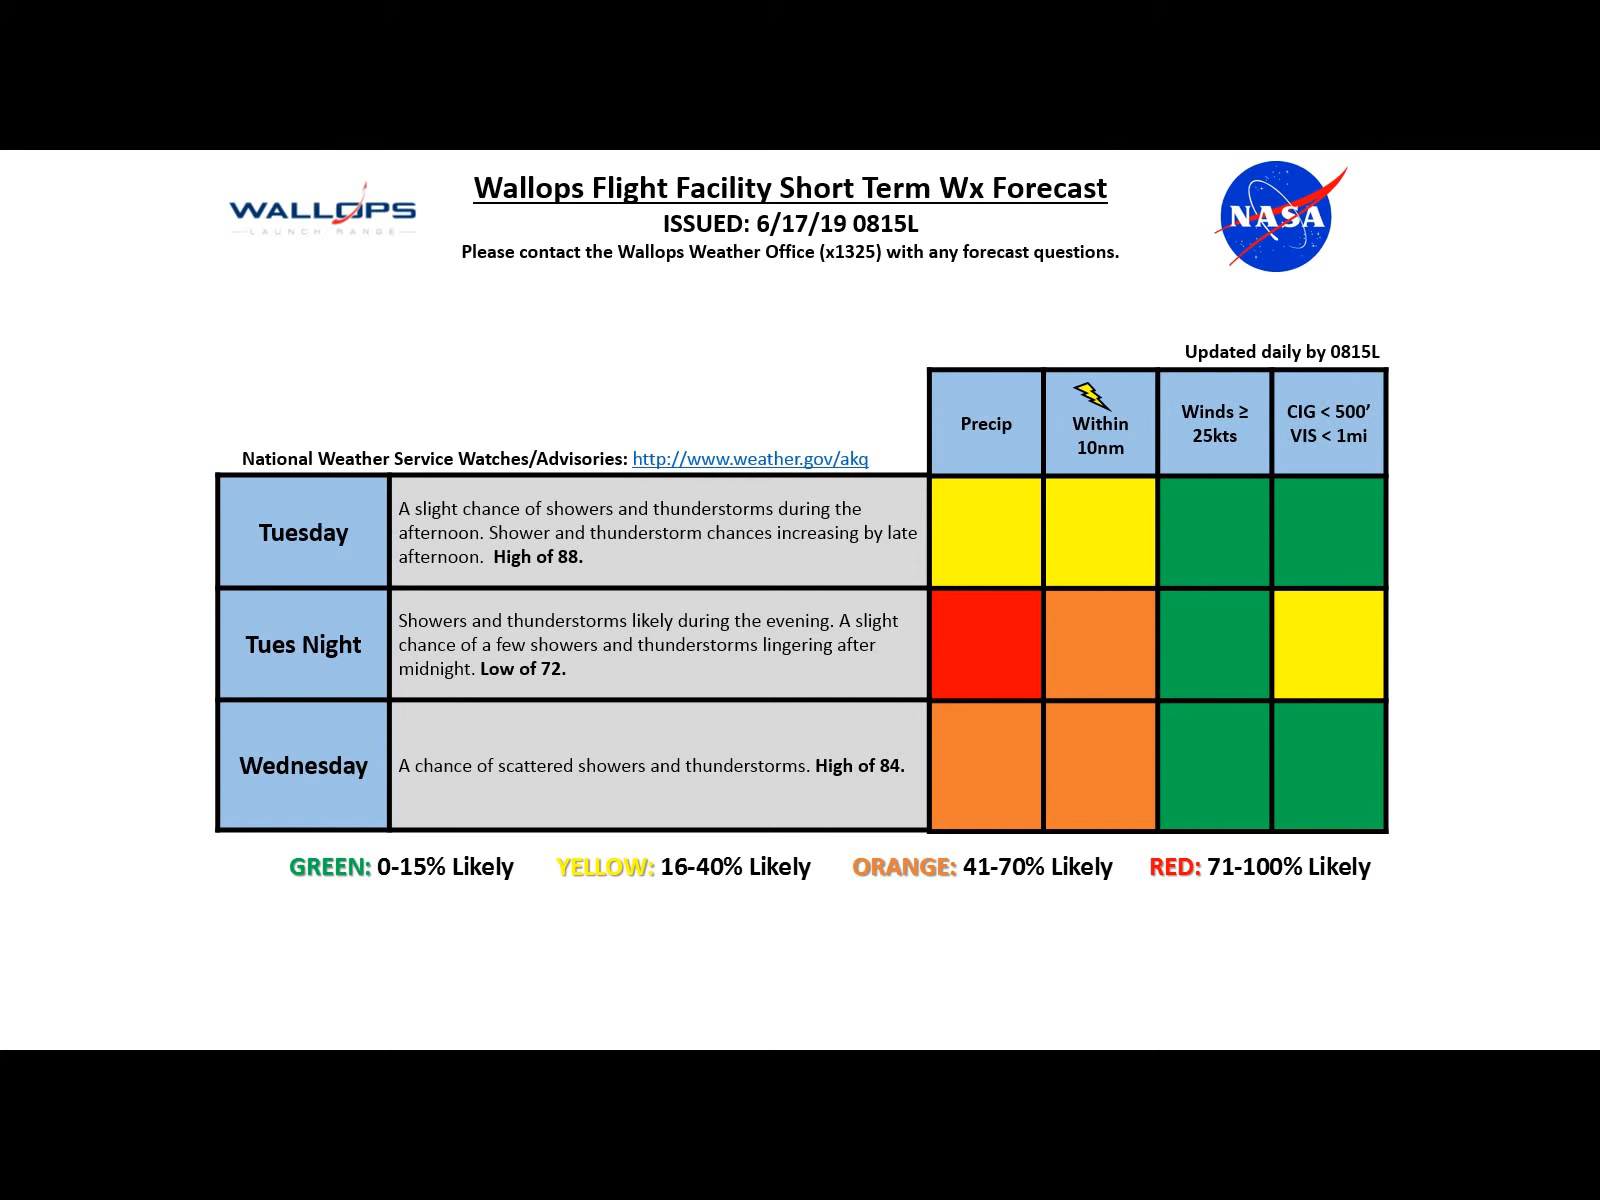 WALLOPS
LAUNCH RANGE
Wallops Flight Facility Short Term Wx Forecast
ISSUED: 6/17/19 0815L
Please contact the Wallops Weather Office (x1325) with any forecast questions.
NASA
Updated daily by 0815L
National Weather Service Watches/Advisories: http://www.weather.gov/akq
Precip
Within
10nm
Winds ≥
25kts
CIG < 500’
VIS < 1mi
Tuesday
A slight chance of showers and thunderstorms during the
afternoon. Shower and thunderstorm chances increasing by late
afternoon.  High of 88.
Tues Night
Showers and thunderstorms likely during the evening. A slight
chance of a few showers and thunderstorms lingering after
midnight. Low of 72.
Wednesday
A chance of scattered showers and thunderstorms. High of 84.
GREEN: 0-15% Likely
YELLOW: 16-40% Likely
ORANGE: 41-70% Likely
RED: 71-100% Likely